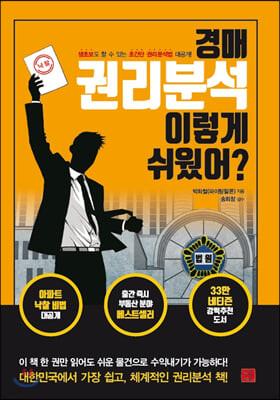 생초보도 할 수 있는 초간단 권리분석법 대공개!
경매
권리분석
이렇게
쉬웠어?
낙찰
박희철(파이팅팔콘) 지음
송희창 감수
법원
아파트
낙찰 비법
대공개
출간 즉시
부동산 분야
베스트셀러
33만
네티즌
강력추천
도서
이 책 한 권만 읽어도 쉬운 물건으로 수익내기가 가능하다!
대한민국에서 가장 쉽고, 체계적인 권리분석 책!